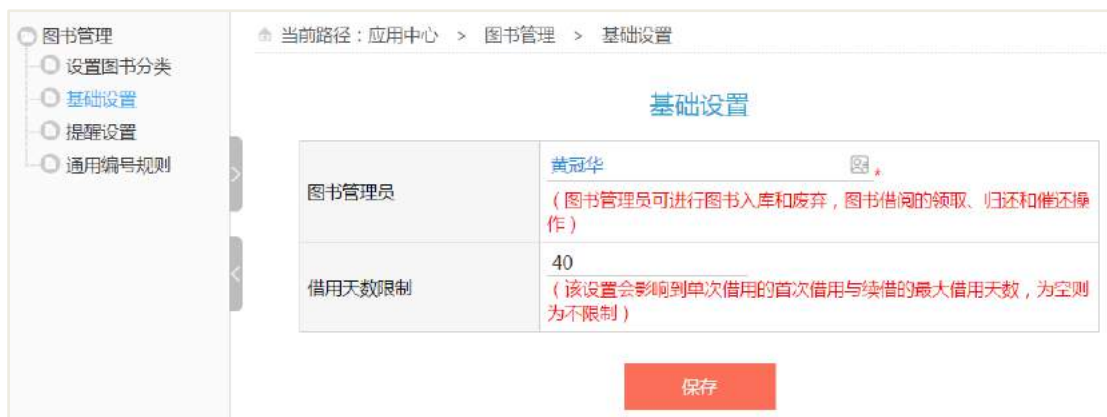 图书管理
设置图书分类
基础设置
提醒设置
通用编号规则
当前路径：应用中心 > 图书管理 > 基础设置
基础设置
图书管理员
黄冠华
*
（图书管理员可进行图书入库和废弃，图书借阅的领取、归还和催还操
作）
借用天数限制
40
（该设置会影响到单次借用的首次借用与续借的最大借用天数，为空则
为不限制）
保存